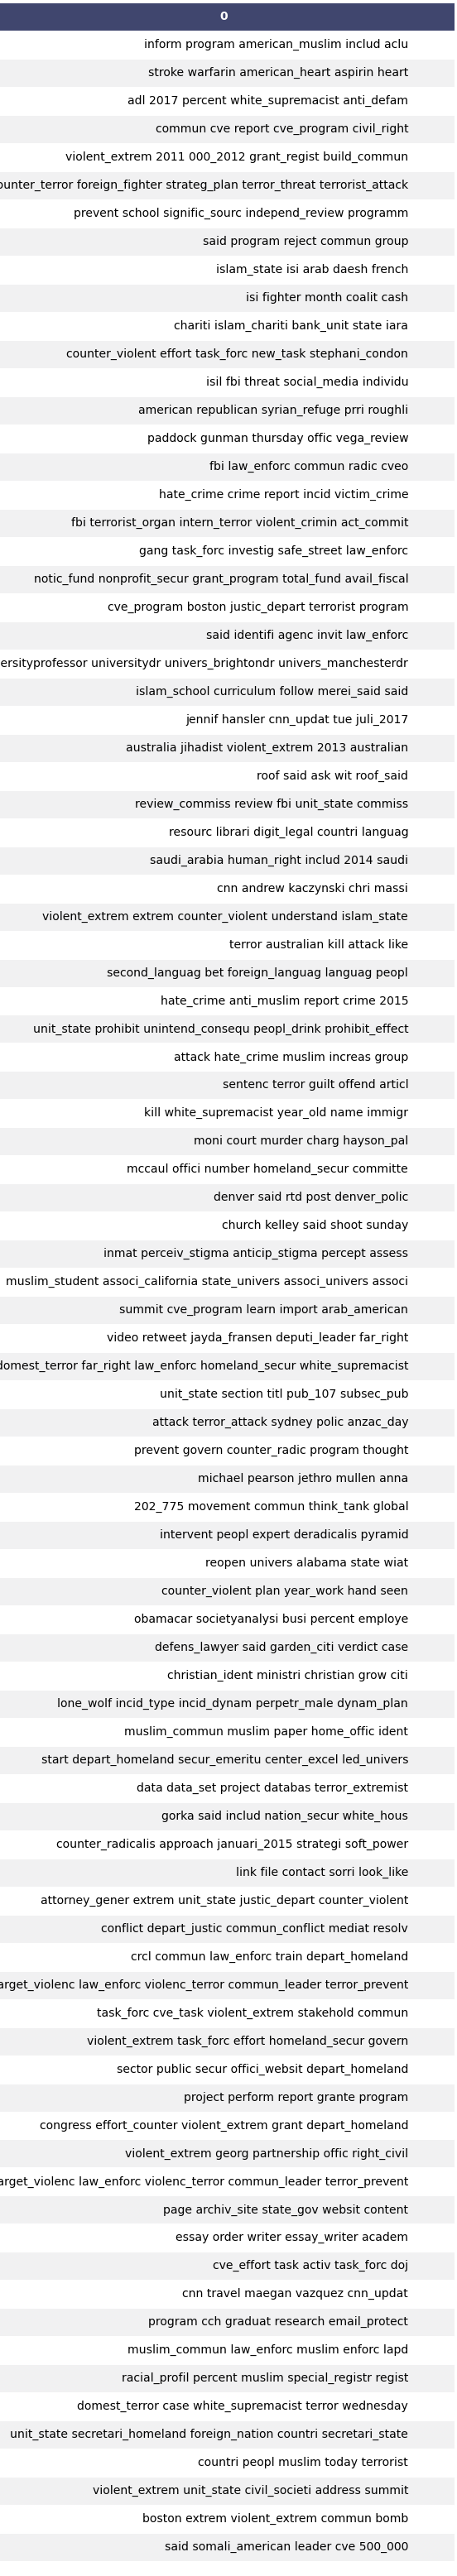 0
inform program american_muslim includ aclu
stroke warfarin american_heart aspirin heart
adl 2017 percent white_supremacist anti_defam
commun cve report cve_program civil_right
violent_extrem 2011 000_2012 grant_regist build_commun
ounter_terror foreign_fighter strateg_plan terror_threat terrorist_attack
prevent school signific_sourc independ_review programm
said program reject commun group
islam_state isi arab daesh french
isi fighter month coalit cash
chariti islam_chariti bank_unit state iara
counter_violent effort task_forc new_task stephani_condon
isil fbi threat social_media individu
american republican syrian_refuge prri roughli
paddock gunman thursday offic vega_review
fbi law_enforc commun radic cveo
hate_crime crime report incid victim_crime
fbi terrorist_organ intern_terror violent_crimin act_commit
gang task_forc investig safe_street law_enforc
notic_fund nonprofit_secur grant_program total_fund avail_fiscal
cve_program boston justic_depart terrorist program
said identifi agenc invit law_enforc
ersityprofessor universitydr univers_brightondr univers_manchesterdr
islam_school curriculum follow merei_said said
jennif hansler cnn_updat tue juli_2017
australia jihadist violent_extrem 2013 australian
roof said ask wit roof_said
review_commiss review fbi unit_state commiss
resourc librari digit_legal countri languag
saudi_arabia human_right includ 2014 saudi
cnn andrew kaczynski chri massi
violent_extrem extrem counter_violent understand islam_state
terror australian kill attack like
second_languag bet foreign_languag languag peopl
hate_crime anti_muslim report crime 2015
unit_state prohibit unintend_consequ peopl_drink prohibit_effect
attack hate_crime muslim increas group
sentenc terror guilt offend articl
kill white_supremacist year_old name immigr
moni court murder charg hayson_pal
mccaul offici number homeland_secur committe
denver said rtd post denver_polic
church kelley said shoot sunday
inmat perceiv_stigma anticip_stigma percept assess
muslim_student associ_california state_univers associ_univers associ
summit cve_program learn import arab_american
video retweet jayda_fransen deputi_leader far_right
domest_terror far_right law_enforc homeland_secur white_supremacist
unit_state section titl pub_107 subsec_pub
attack terror_attack sydney polic anzac_day
prevent govern counter_radic program thought
michael pearson jethro mullen anna
202_775 movement commun think_tank global
intervent peopl expert deradicalis pyramid
reopen univers alabama state wiat
counter_violent plan year_work hand seen
obamacar societyanalysi busi percent employe
defens_lawyer said garden_citi verdict case
christian_ident ministri christian grow citi
lone_wolf incid_type incid_dynam perpetr_male dynam_plan
muslim_commun muslim paper home_offic ident
start depart_homeland secur_emeritu center_excel led_univers
data data_set project databas terror_extremist
gorka said includ nation_secur white_hous
counter_radicalis approach januari_2015 strategi soft_power
link file contact sorri look_like
attorney_gener extrem unit_state justic_depart counter_violent
conflict depart_justic commun_conflict mediat resolv
crcl commun law_enforc train depart_homeland
arget_violenc law_enforc violenc_terror commun_leader terror_prevent
task_forc cve_task violent_extrem stakehold commun
violent_extrem task_forc effort homeland_secur govern
sector public secur offici_websit depart_homeland
project perform report grante program
congress effort_counter violent_extrem grant depart_homeland
violent_extrem georg partnership offic right_civil
arget_violenc law_enforc violenc_terror commun_leader terror_prevent
page archiv_site state_gov websit content
essay order writer essay_writer academ
cve_effort task activ task_forc doj
cnn travel maegan vazquez cnn_updat
program cch graduat research email_protect
muslim_commun law_enforc muslim enforc lapd
racial_profil percent muslim special_registr regist
domest_terror case white_supremacist terror wednesday
unit_state secretari_homeland foreign_nation countri secretari_state
countri peopl muslim today terrorist
violent_extrem unit_state civil_societi address summit
boston extrem violent_extrem commun bomb
said somali_american leader cve 500_000